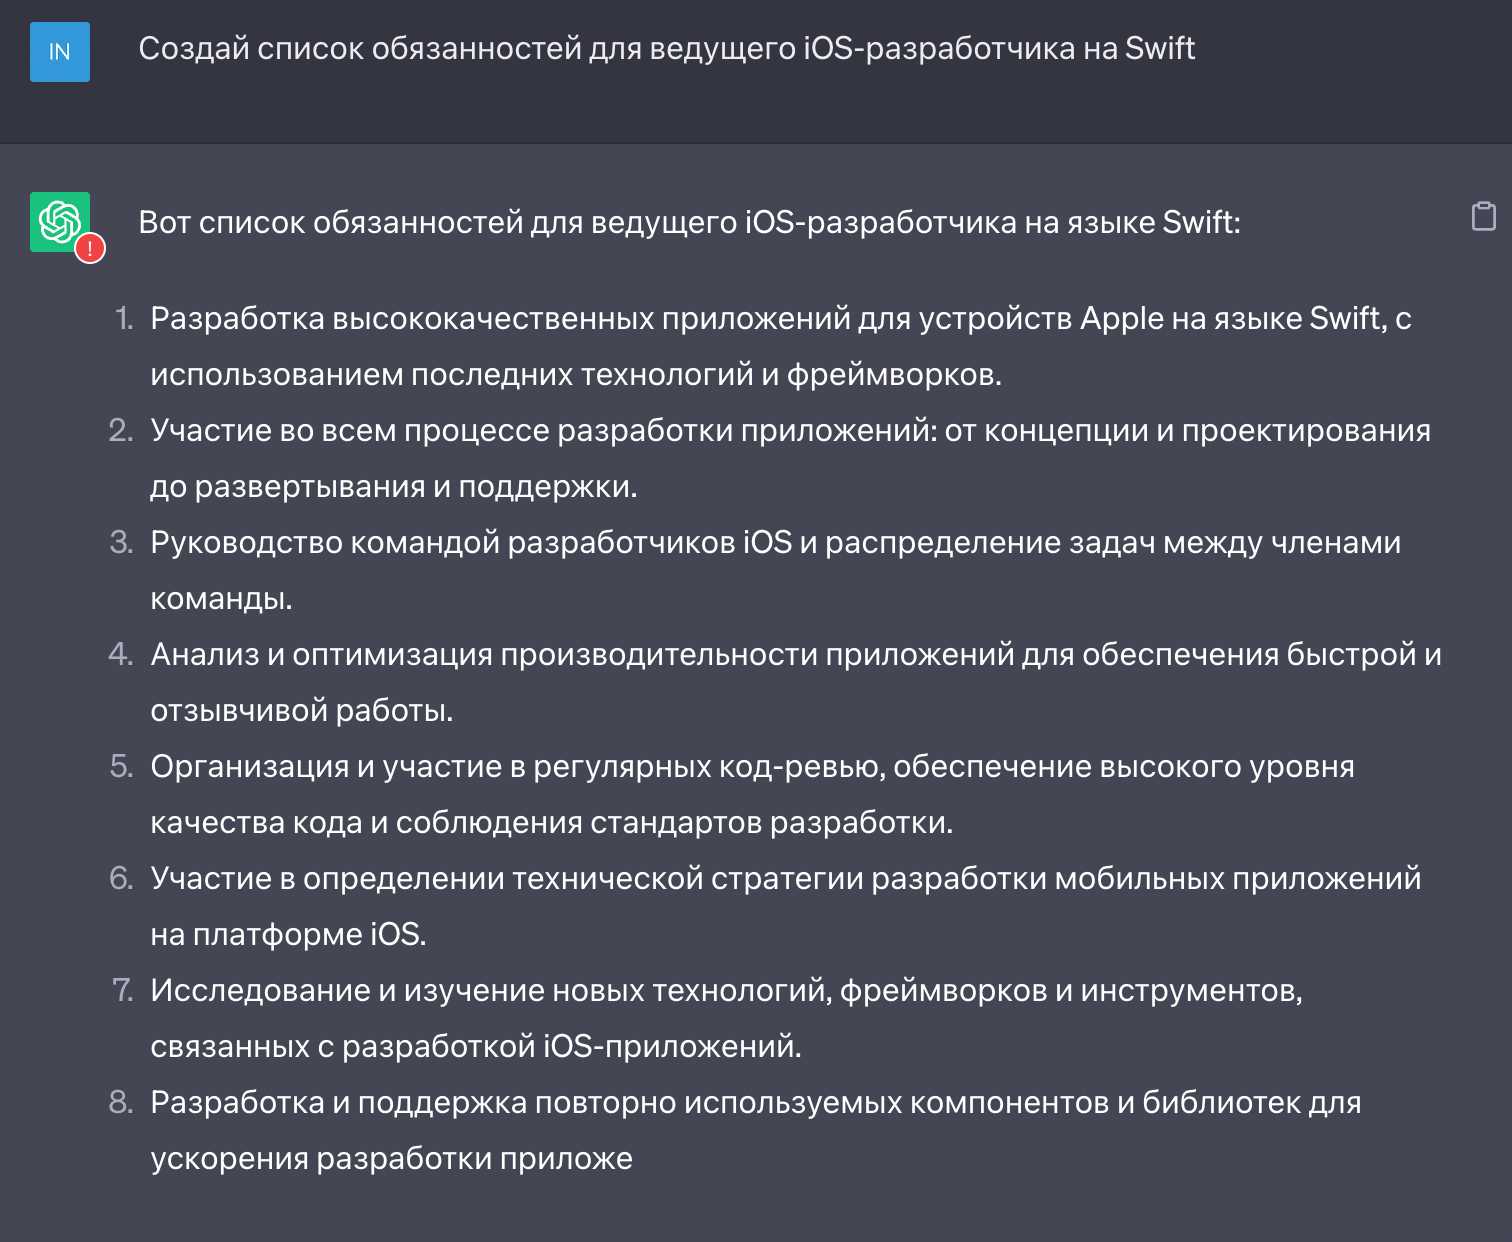 IN
Создай список обязанностей для ведущего iOS-разработчика на Swift
!
Вот список обязанностей для ведущего iOS-разработчика на языке Swift:
1. Разработка высококачественных приложений для устройств Apple на языке Swift, с
использованием последних технологий и фреймворков.
2. Участие во всем процессе разработки приложений: от концепции и проектирования
до развертывания и поддержки.
3. Руководство командой разработчиков iOS и распределение задач между членами
команды.
4. Анализ и оптимизация производительности приложений для обеспечения быстрой и
отзывчивой работы.
5. Организация и участие в регулярных код-ревью, обеспечение высокого уровня
качества кода и соблюдения стандартов разработки.
6. Участие в определении технической стратегии разработки мобильных приложений
на платформе iOS.
7. Исследование и изучение новых технологий, фреймворков и инструментов,
связанных с разработкой iOS-приложений.
8. Разработка и поддержка повторно используемых компонентов и библиотек для
ускорения разработки приложе